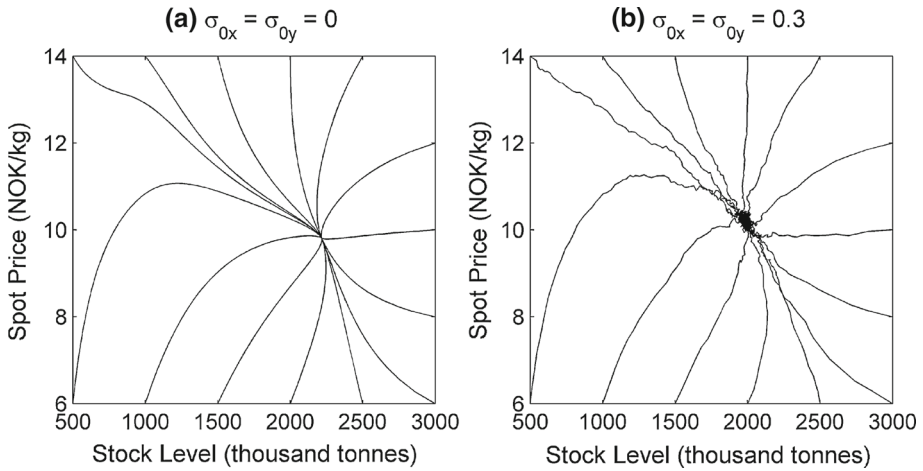 (a) σ0x = σ0y = 0
14
12
10
8
6
Spot Price (NOK/kg)
500 1000 1500 2000 2500 3000
Stock Level (thousand tonnes)
(b) σ0x = σ0y = 0.3
14
12
10
8
6
Spot Price (NOK/kg)
500 1000 1500 2000 2500 3000
Stock Level (thousand tonnes)